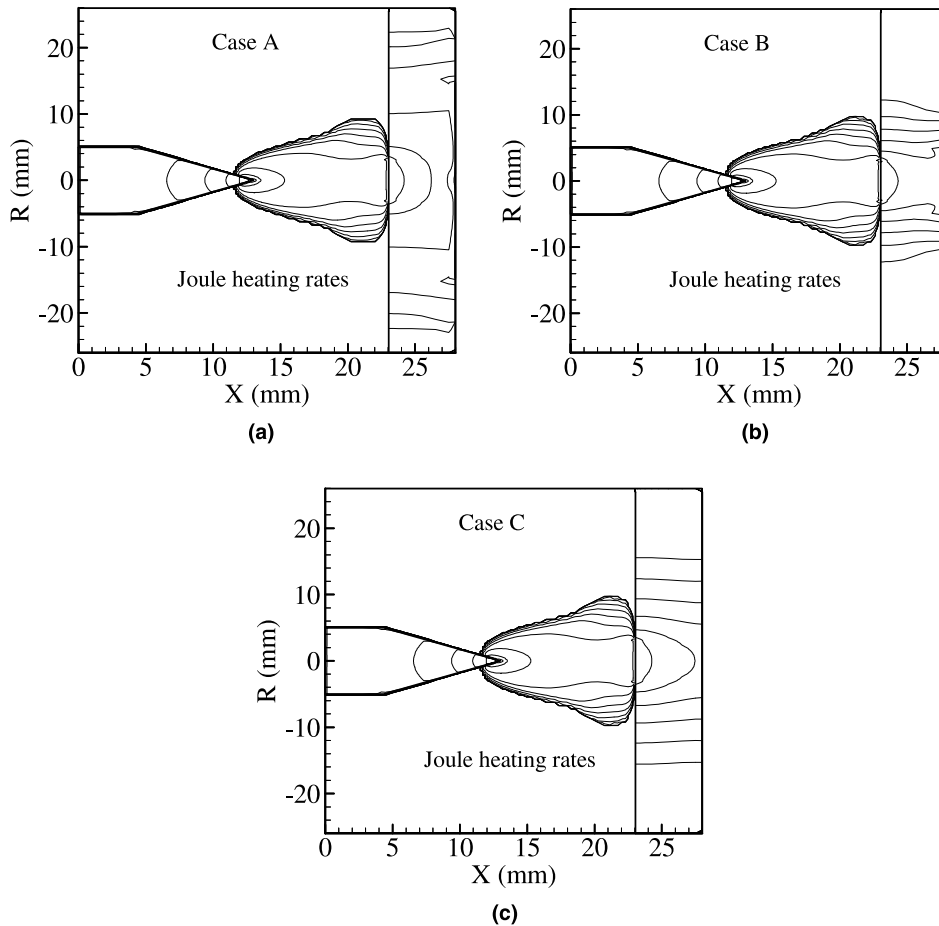 Case A
Joule heating rates
R (mm)
20
10
0
-10
-20
0 5 10 15 20 25
X (mm)
(a)
Case B
Joule heating rates
R (mm)
20
10
0
-10
-20
0 5 10 15 20 25
X (mm)
(b)
Case C
Joule heating rates
R (mm)
20
10
0
-10
-20
0 5 10 15 20 25
X (mm)
(c)